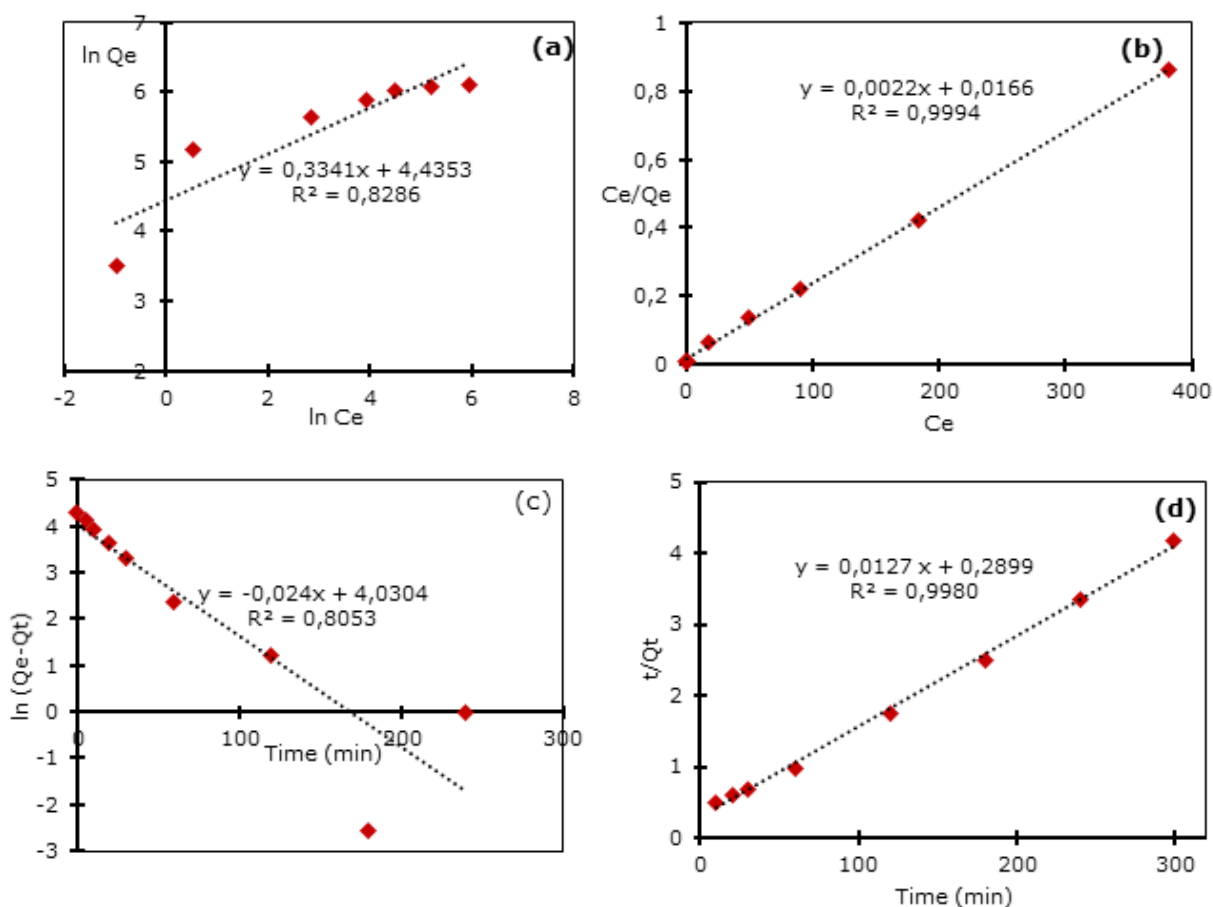 (a)
ln Qe
7
6
5
4
3
2
y = 0,3341x + 4,4353
R² = 0,8286
-2 0 2 4 6 8
ln Ce
(b)
Ce/Qe
1
0,8
0,6
0,4
0,2
0
y = 0,0022x + 0,0166
R² = 0,9994
0 100 200 300 400
Ce
(c)
ln (Qe-Qt)
5
4
3
2
1
0
-1
-2
-3
y = -0,024x + 4,0304
R² = 0,8053
0 100 200 300
Time (min)
(d)
t/Qt
5
4
3
2
1
0
y = 0,0127 x + 0,2899
R² = 0,9980
0 100 200 300
Time (min)